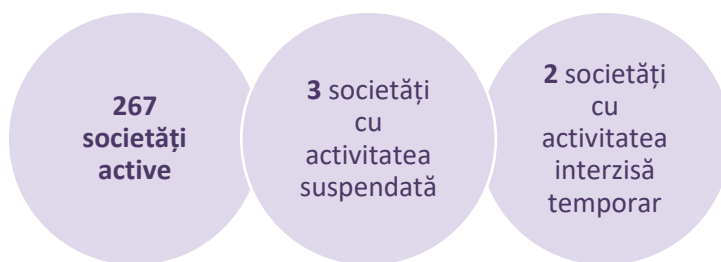 267
societăți
active
3 societăți
cu
activitatea
suspendată
2 societăți
cu
activitatea
interzisă
temporar